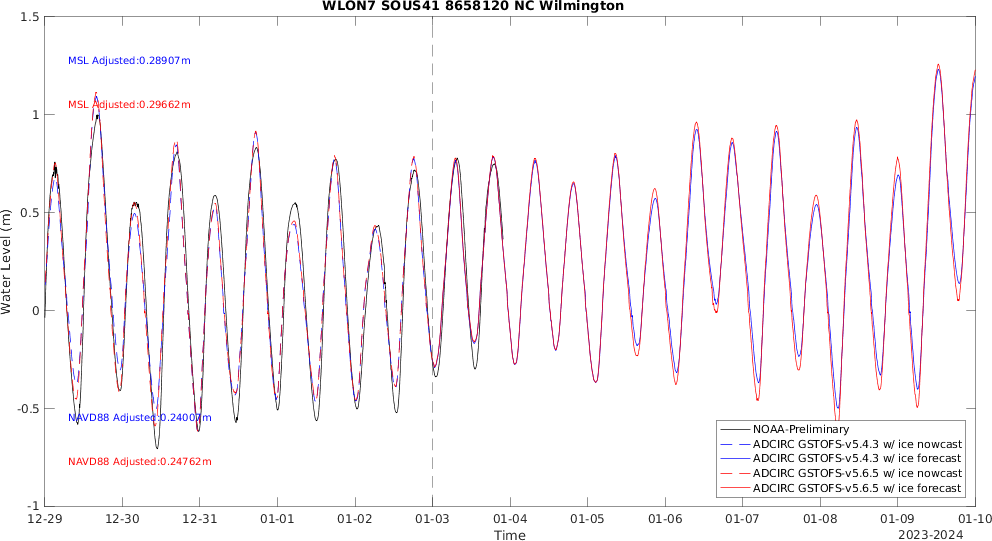 WLON7 SOUS41 8658120 NC Wilmington
1.5
MSL Adjusted:0.28907m
MSL Adjusted:0.29662m
1
0.5
Water Level (m)
0
-0.5
NAVD88 Adjusted:0.24007m
NAVD88 Adjusted:0.24762m
NOAA-Preliminary
ADCIRC GSTOFS-v5.4.3 w/ ice nowcast
ADCIRC GSTOFS-v5.4.3 w/ ice forecast
ADCIRC GSTOFS-v5.6.5 w/ ice nowcast
ADCIRC GSTOFS-v5.6.5 w/ ice forecast
-1
12-29 12-30 12-31 01-01 01-02 01-03 01-04 01-05 01-06 01-07 01-08 01-09 01-10
Time
2023-2024